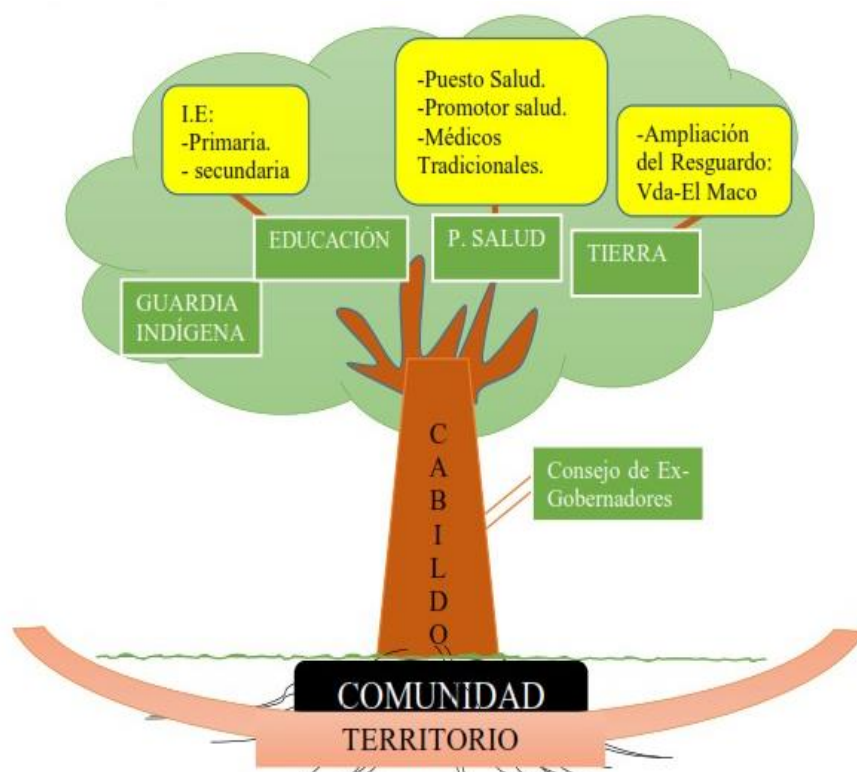 I.E:
-Primaria.
- secundaria
-Puesto Salud.
-Promotor salud.
-Médicos
Tradicionales.
-Ampliación
del Resguardo:
Vda-El Maco
EDUCACIÓN
P. SALUD
TIERRA
GUARDIA
INDÍGENA
CABILDO
Consejo de Ex-
Gobernadores
COMUNIDAD
TERRITORIO